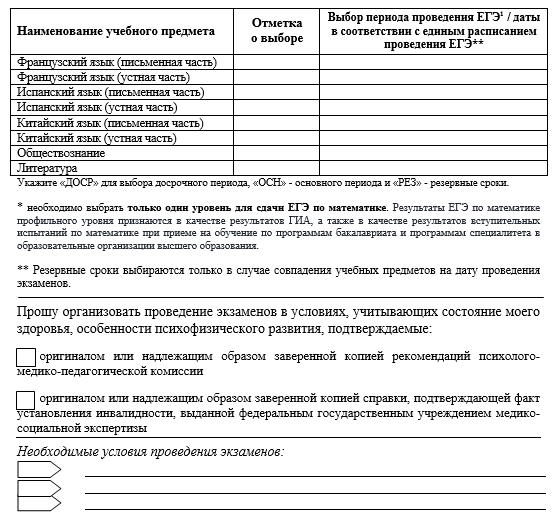 Наименование учебного предмета
Отметка
о выборе
Выбор периода проведения ЕГЭ¹ / даты
в соответствии с единым расписанием
проведения ЕГЭ**
Французский язык (письменная часть)
Французский язык (устная часть)
Испанский язык (письменная часть)
Испанский язык (устная часть)
Китайский язык (письменная часть)
Китайский язык (устная часть)
Обществознание
Литература
Укажите «ДОСР» для выбора досрочного периода, «ОСН» - основного периода и «РЕЗ» - резервные сроки.
* необходимо выбрать только один уровень для сдачи ЕГЭ по математике. Результаты ЕГЭ по математике
профильного уровня признаются в качестве результатов ГИА, а также в качестве результатов вступительных
испытаний по математике при приеме на обучение по программам бакалавриата и программам специалитета в
образовательные организации высшего образования.
** Резервные сроки выбираются только в случае совпадения учебных предметов на дату проведения
экзаменов.
Прошу организовать проведение экзаменов в условиях, учитывающих состояние моего
здоровья, особенности психофизического развития, подтверждаемые:
оригиналом или надлежащим образом заверенной копией рекомендаций психолого-
медико-педагогической комиссии
оригиналом или надлежащим образом заверенной копией справки, подтверждающей факт
установления инвалидности, выданной федеральным государственным учреждением медико-
социальной экспертизы
Необходимые условия проведения экзаменов: